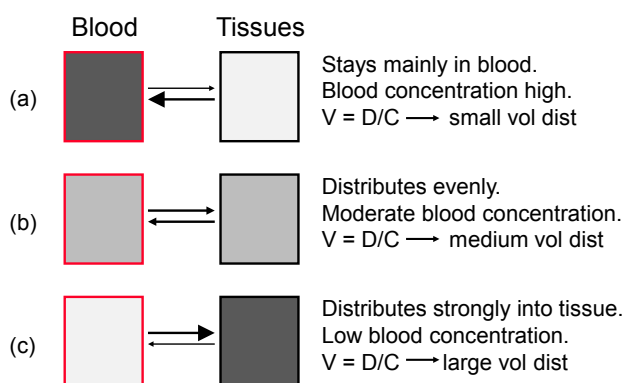 Blood Tissues
(a)
Stays mainly in blood.
Blood concentration high.
V = D/C → small vol dist
(b)
Distributes evenly.
Moderate blood concentration.
V = D/C → medium vol dist
(c)
Distributes strongly into tissue.
Low blood concentration.
V = D/C → large vol dist